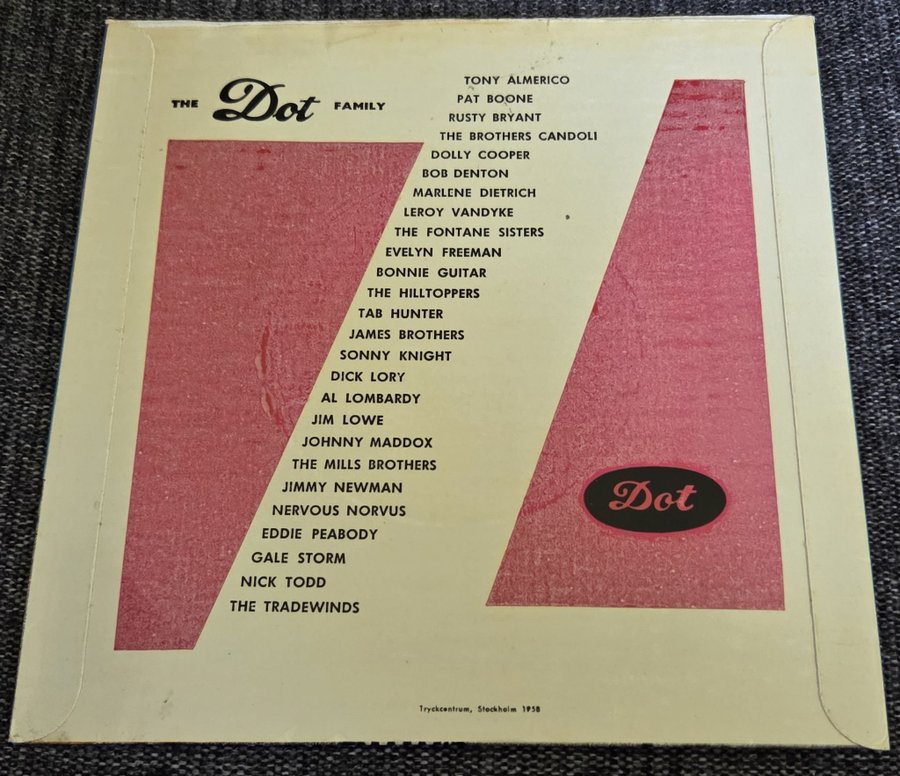 THE Dot FAMILY
TONY ALMERICO
PAT BOONE
RUSTY BRYANT
THE BROTHERS CANDOLI
DOLLY COOPER
BOB DENTON
MARLENE DIETRICH
LEROY VANDYKE
THE FONTANE SISTERS
EVELYN FREEMAN
BONNIE GUITAR
THE HILLTOPPERS
TAB HUNTER
JAMES BROTHERS
SONNY KNIGHT
DICK LORY
AL LOMBARDY
JIM LOWE
JOHNNY MADDOX
THE MILLS BROTHERS
JIMMY NEWMAN
NERVOUS NORVUS
EDDIE PEABODY
GALE STORM
NICK TODD
THE TRADEWINDS
Dot
Tryckcentrum, Stockholm 1958